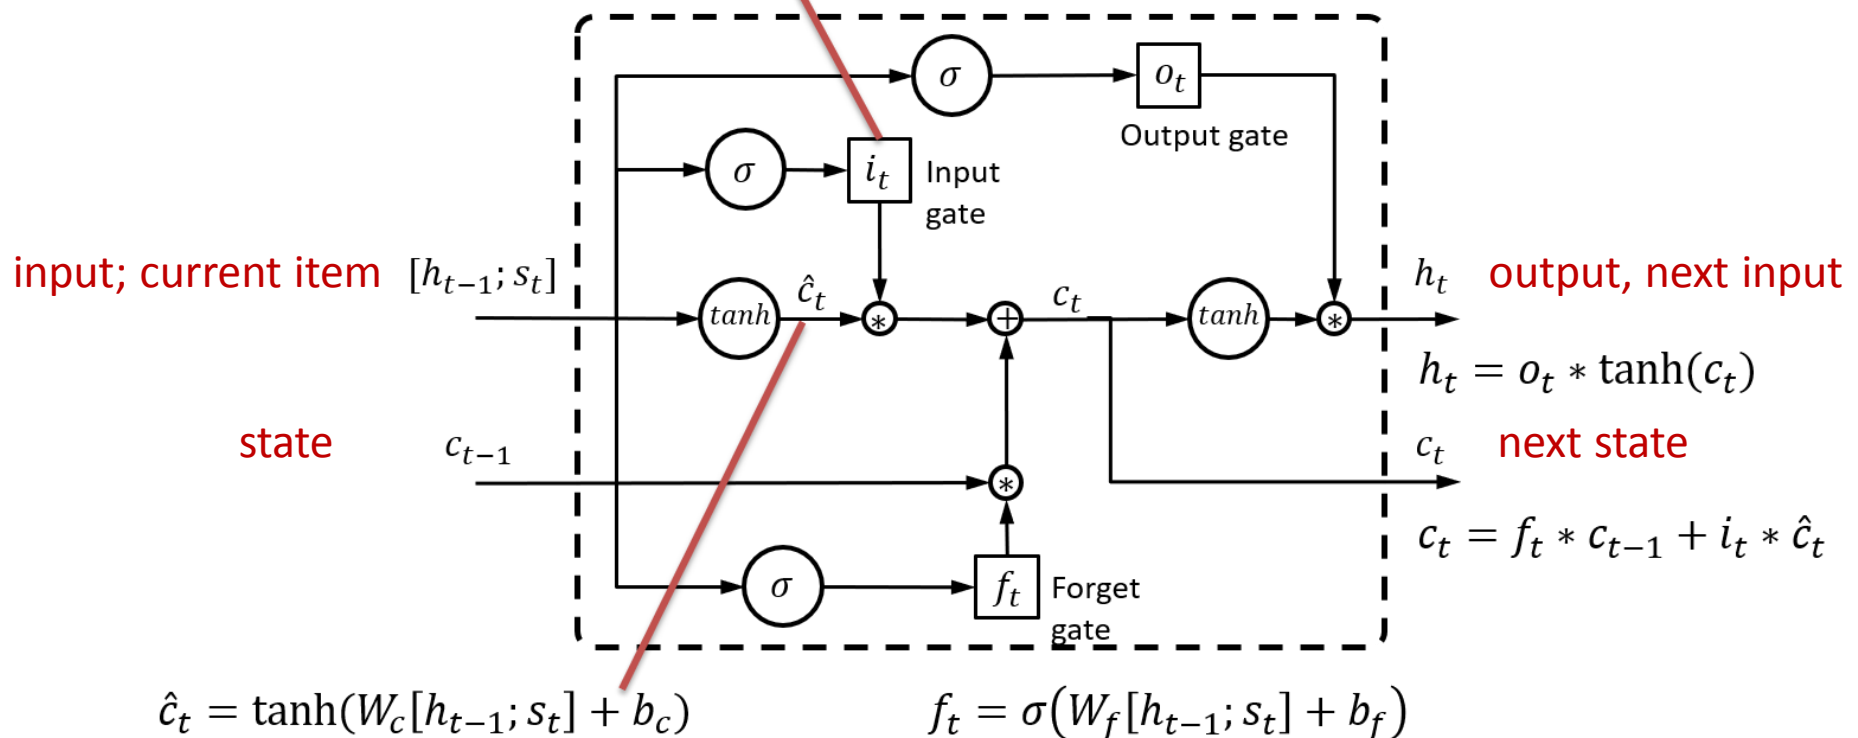 σ
o_t
Output gate
σ
i_t
Input
gate
input; current item [h_{t−1}; s_t]
tanh
ĉ_t
∗
+
c_t
tanh
∗
h_t output, next input
h_t = o_t ∗ tanh(c_t)
state c_{t−1}
∗
c_t next state
c_t = f_t ∗ c_{t−1} + i_t ∗ ĉ_t
σ
f_t
Forget
gate
ĉ_t = tanh(W_c[h_{t−1}; s_t] + b_c)
f_t = σ(W_f[h_{t−1}; s_t] + b_f)